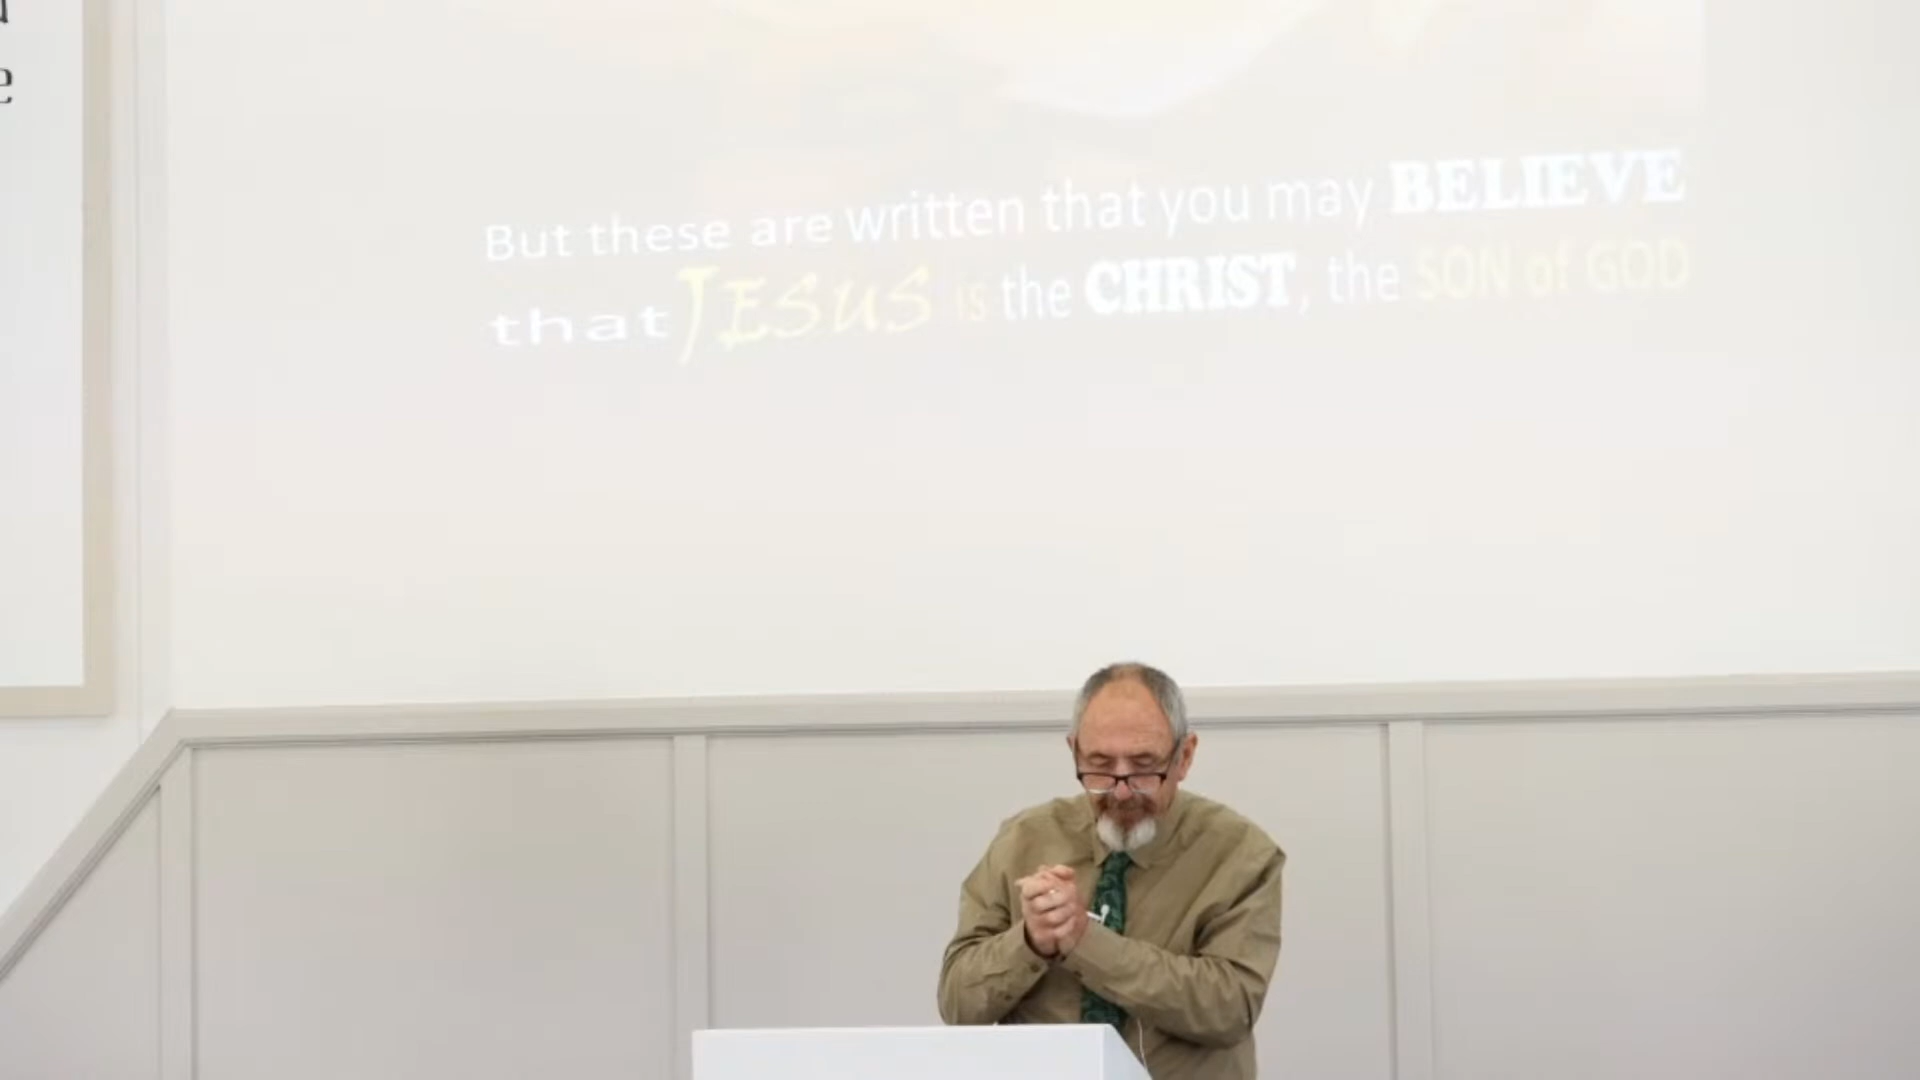 But these are written that you may BELIEVE
that JESUS is the CHRIST, the SON of GOD